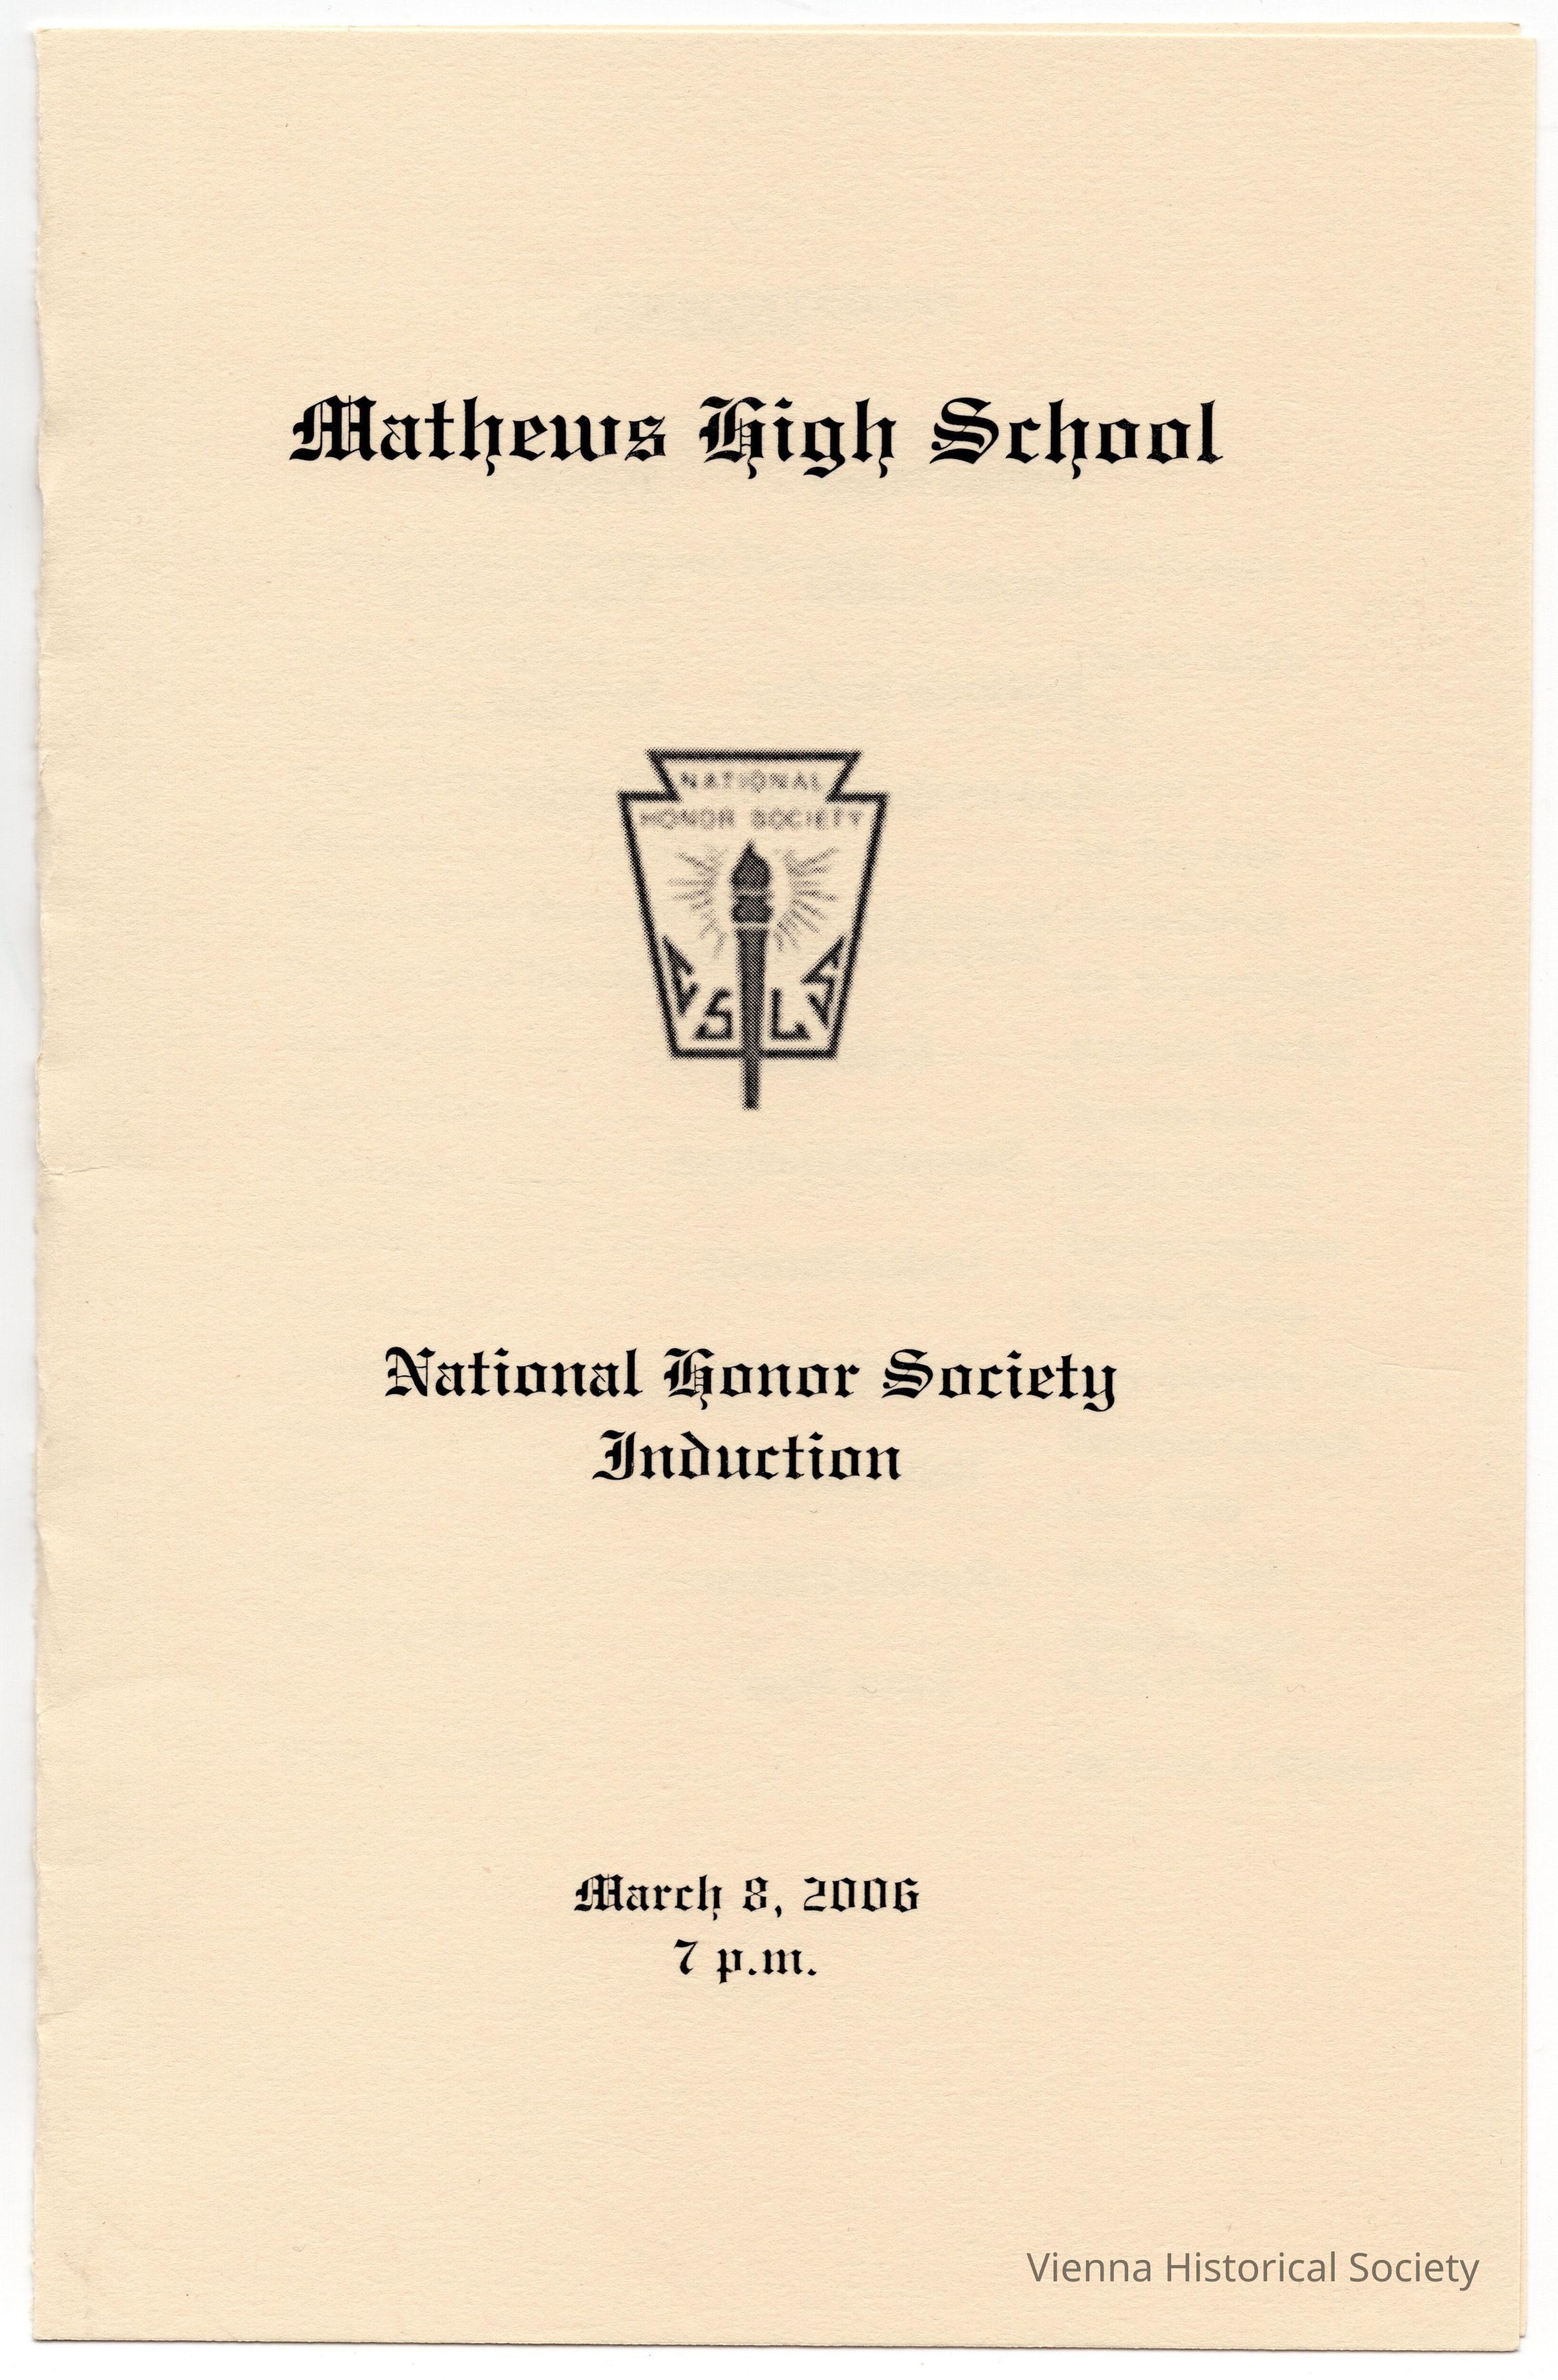 Mathews High School
NATIONAL
HONOR SOCIETY
C S L S
National Honor Society
Induction
March 8, 2006
7 p.m.
Vienna Historical Society